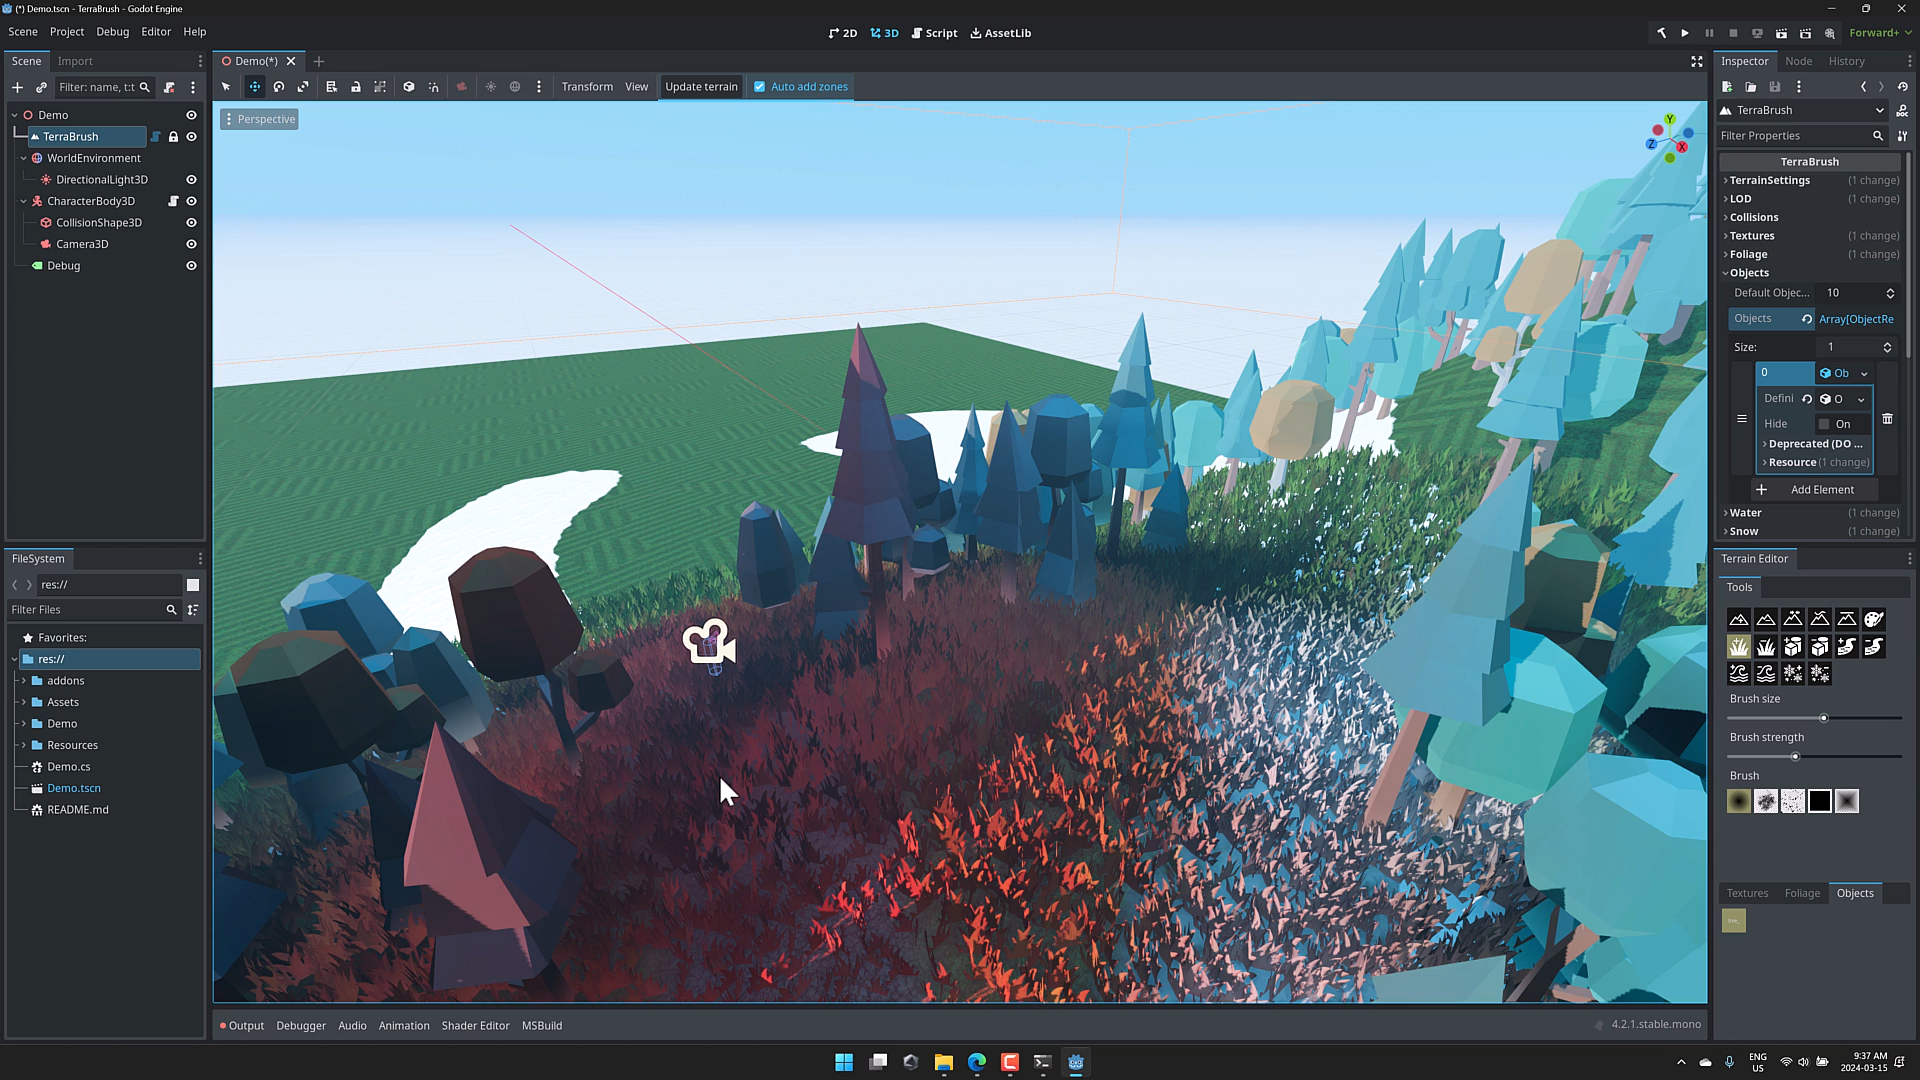 (*) Demo.tscn - TerraBrush - Godot Engine
Scene Project Debug Editor Help
2D 3D Script AssetLib
Forward+
Scene Import
Demo(*)
Inspector Node History
Filter: name, t:t
Transform View Update terrain Auto add zones
TerraBrush
DOC
Filter Properties
Perspective
Y
Z
X
Demo
TerraBrush
WorldEnvironment
DirectionalLight3D
CharacterBody3D
CollisionShape3D
Camera3D
Debug
TerraBrush
TerrainSettings (1 change)
LOD (1 change)
Collisions
Textures (1 change)
Foliage (1 change)
Objects
Default Objec... 10
Objects Array[ObjectRe
Size: 1
0 Ob
Defini O
Hide On
Deprecated (DO ...
Resource (1 change)
Add Element
Water (1 change)
Snow (1 change)
FileSystem
res://
Filter Files
Favorites:
res://
addons
Assets
Demo
Resources
Demo.cs
Demo.tscn
README.md
Terrain Editor
Tools
Brush size
Brush strength
Brush
Textures Foliage Objects
Output Debugger Audio Animation Shader Editor MSBuild
4.2.1.stable.mono
ENG
US
9:37 AM
2024-03-15